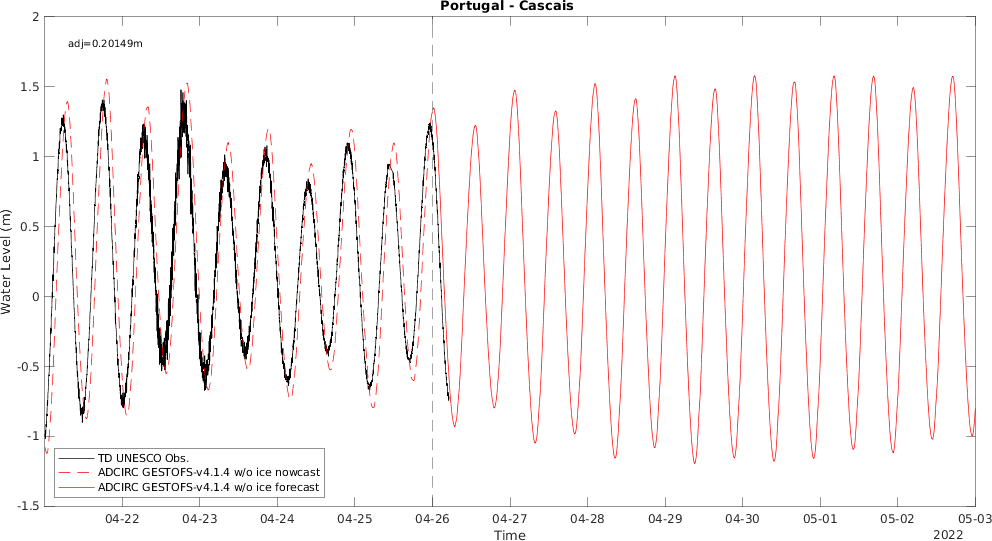 Portugal - Cascais
adj=0.20149m
Water Level (m)
2
1.5
1
0.5
0
-0.5
-1
-1.5
TD UNESCO Obs.
ADCIRC GESTOFS-v4.1.4 w/o ice nowcast
ADCIRC GESTOFS-v4.1.4 w/o ice forecast
04-22 04-23 04-24 04-25 04-26 04-27 04-28 04-29 04-30 05-01 05-02 05-03
Time
2022